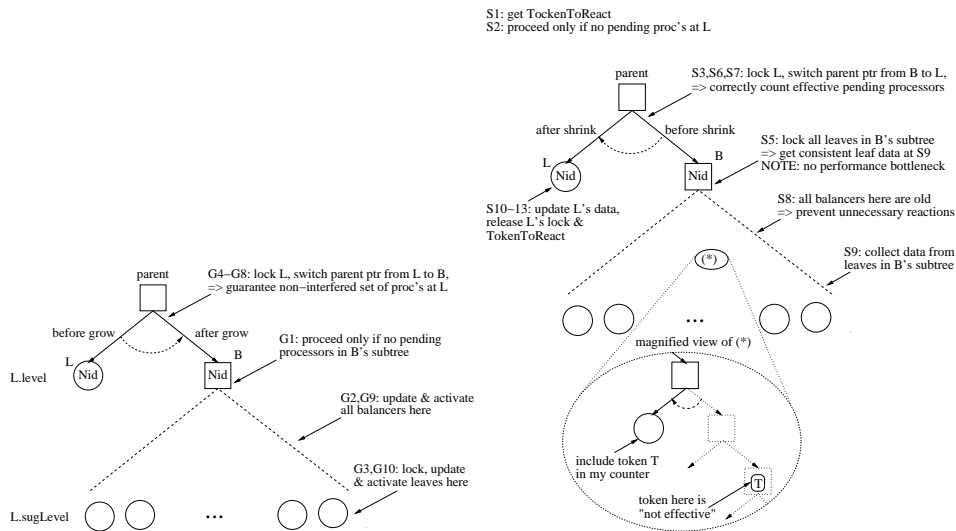 S1: get TockenToReact
S2: proceed only if no pending proc's at L
parent
S3,S6,S7: lock L, switch parent ptr from B to L,
=> correctly count effective pending processors
after shrink
before shrink
L
Nid
B
Nid
S5: lock all leaves in B's subtree
=> get consistent leaf data at S9
NOTE: no performance bottleneck
S10–13: update L's data,
release L's lock &
TokenToReact
S8: all balancers here are old
=> prevent unnecessary reactions
(*)
S9: collect data from
leaves in B's subtree
...
magnified view of (*)
include token T
in my counter
T
token here is
"not effective"
parent
G4–G8: lock L, switch parent ptr from L to B,
=> guarantee non–interfered set of proc's at L
before grow
after grow
L
Nid
B
Nid
L.level
G1: proceed only if no pending
processors in B's subtree
G2,G9: update & activate
all balancers here
G3,G10: lock, update
& activate leaves here
L.sugLevel
...